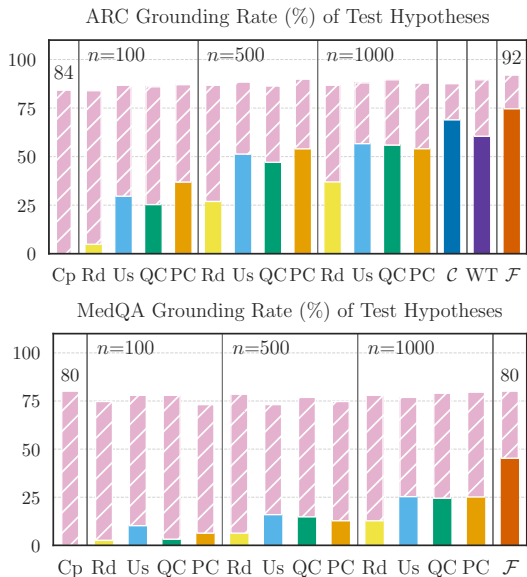 ARC Grounding Rate (%) of Test Hypotheses
100
75
50
25
0
84
n=100
n=500
n=1000
92
Cp Rd Us QC PC Rd Us QC PC Rd Us QC PC C WT F
MedQA Grounding Rate (%) of Test Hypotheses
100
75
50
25
0
80
n=100
n=500
n=1000
80
Cp Rd Us QC PC Rd Us QC PC Rd Us QC PC F